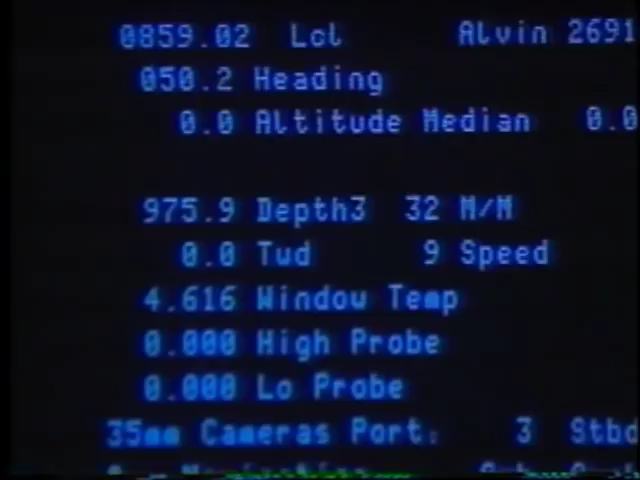 0859.02 Lcl Alvin 2691
050.2 Heading
0.0 Altitude Median 0.0
975.9 Depth3 32 M/M
0.0 Twd 9 Speed
4.616 Window Temp
0.000 High Probe
0.000 Lo Probe
35mm Cameras Port: 3 Stbd